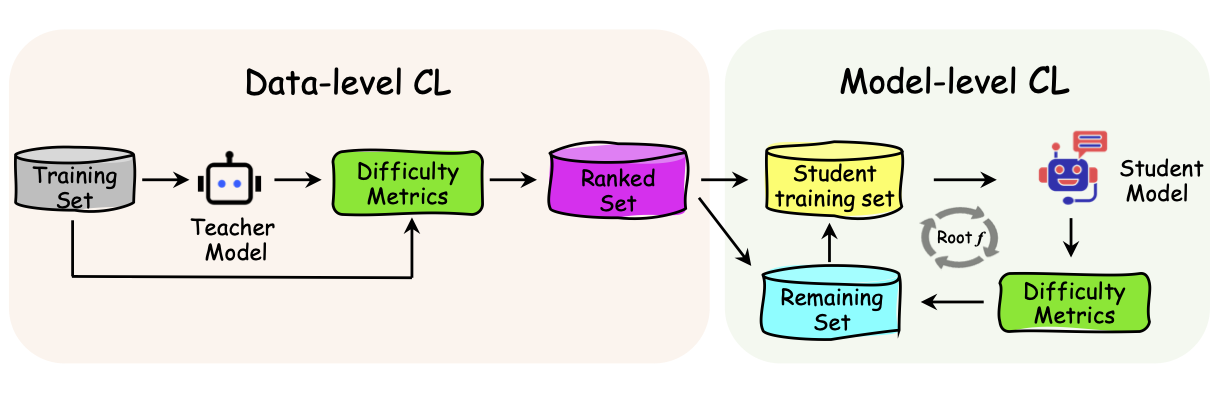 Data-level CL
Training
Set
Teacher
Model
Difficulty
Metrics
Ranked
Set
Model-level CL
Student
training set
Student
Model
Root f
Remaining
Set
Difficulty
Metrics